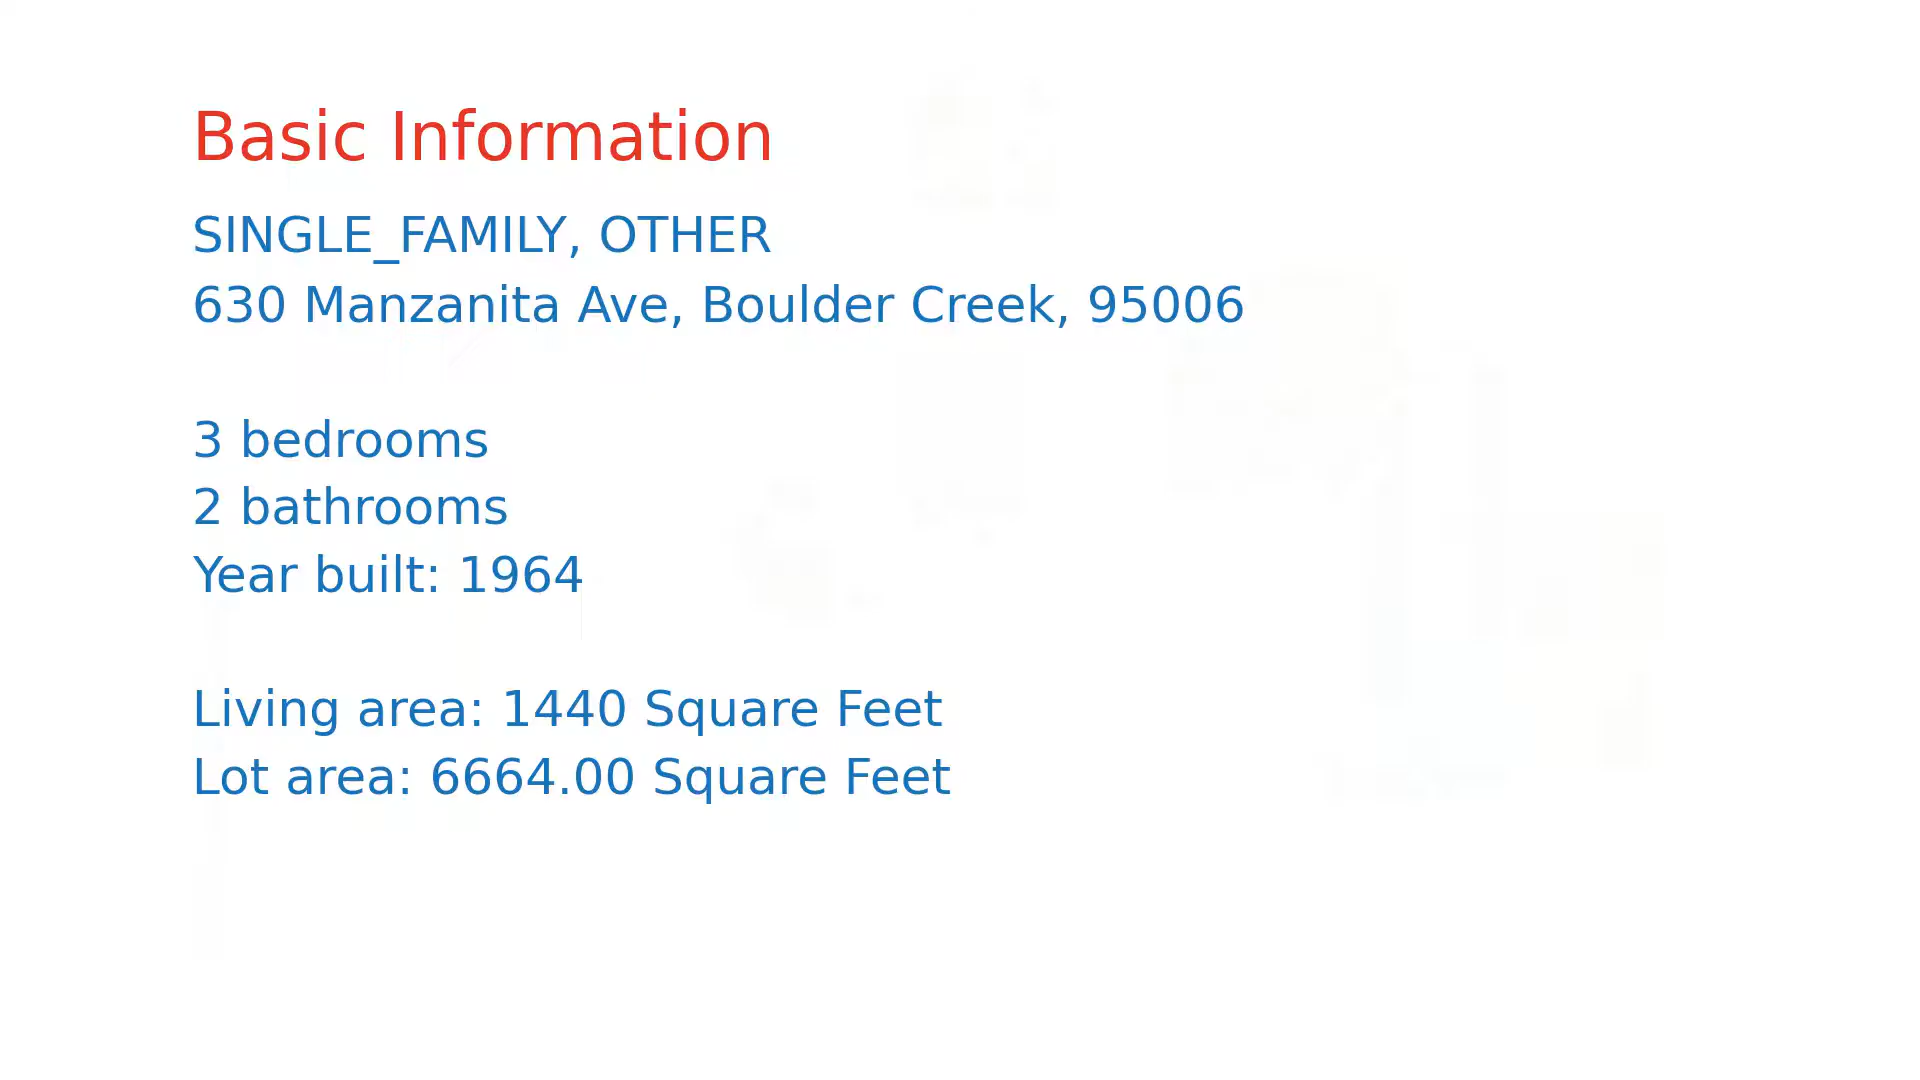 Basic Information
SINGLE_FAMILY, OTHER
630 Manzanita Ave, Boulder Creek, 95006
3 bedrooms
2 bathrooms
Year built: 1964
Living area: 1440 Square Feet
Lot area: 6664.00 Square Feet